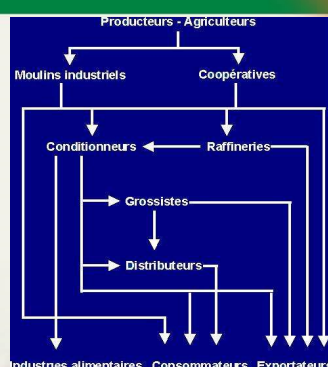 Producteurs - Agriculteurs
Moulins industriels Coopératives
Conditionneurs Raffineries
Grossistes
Distributeurs
Industries alimentaires Consommateurs Exportateurs